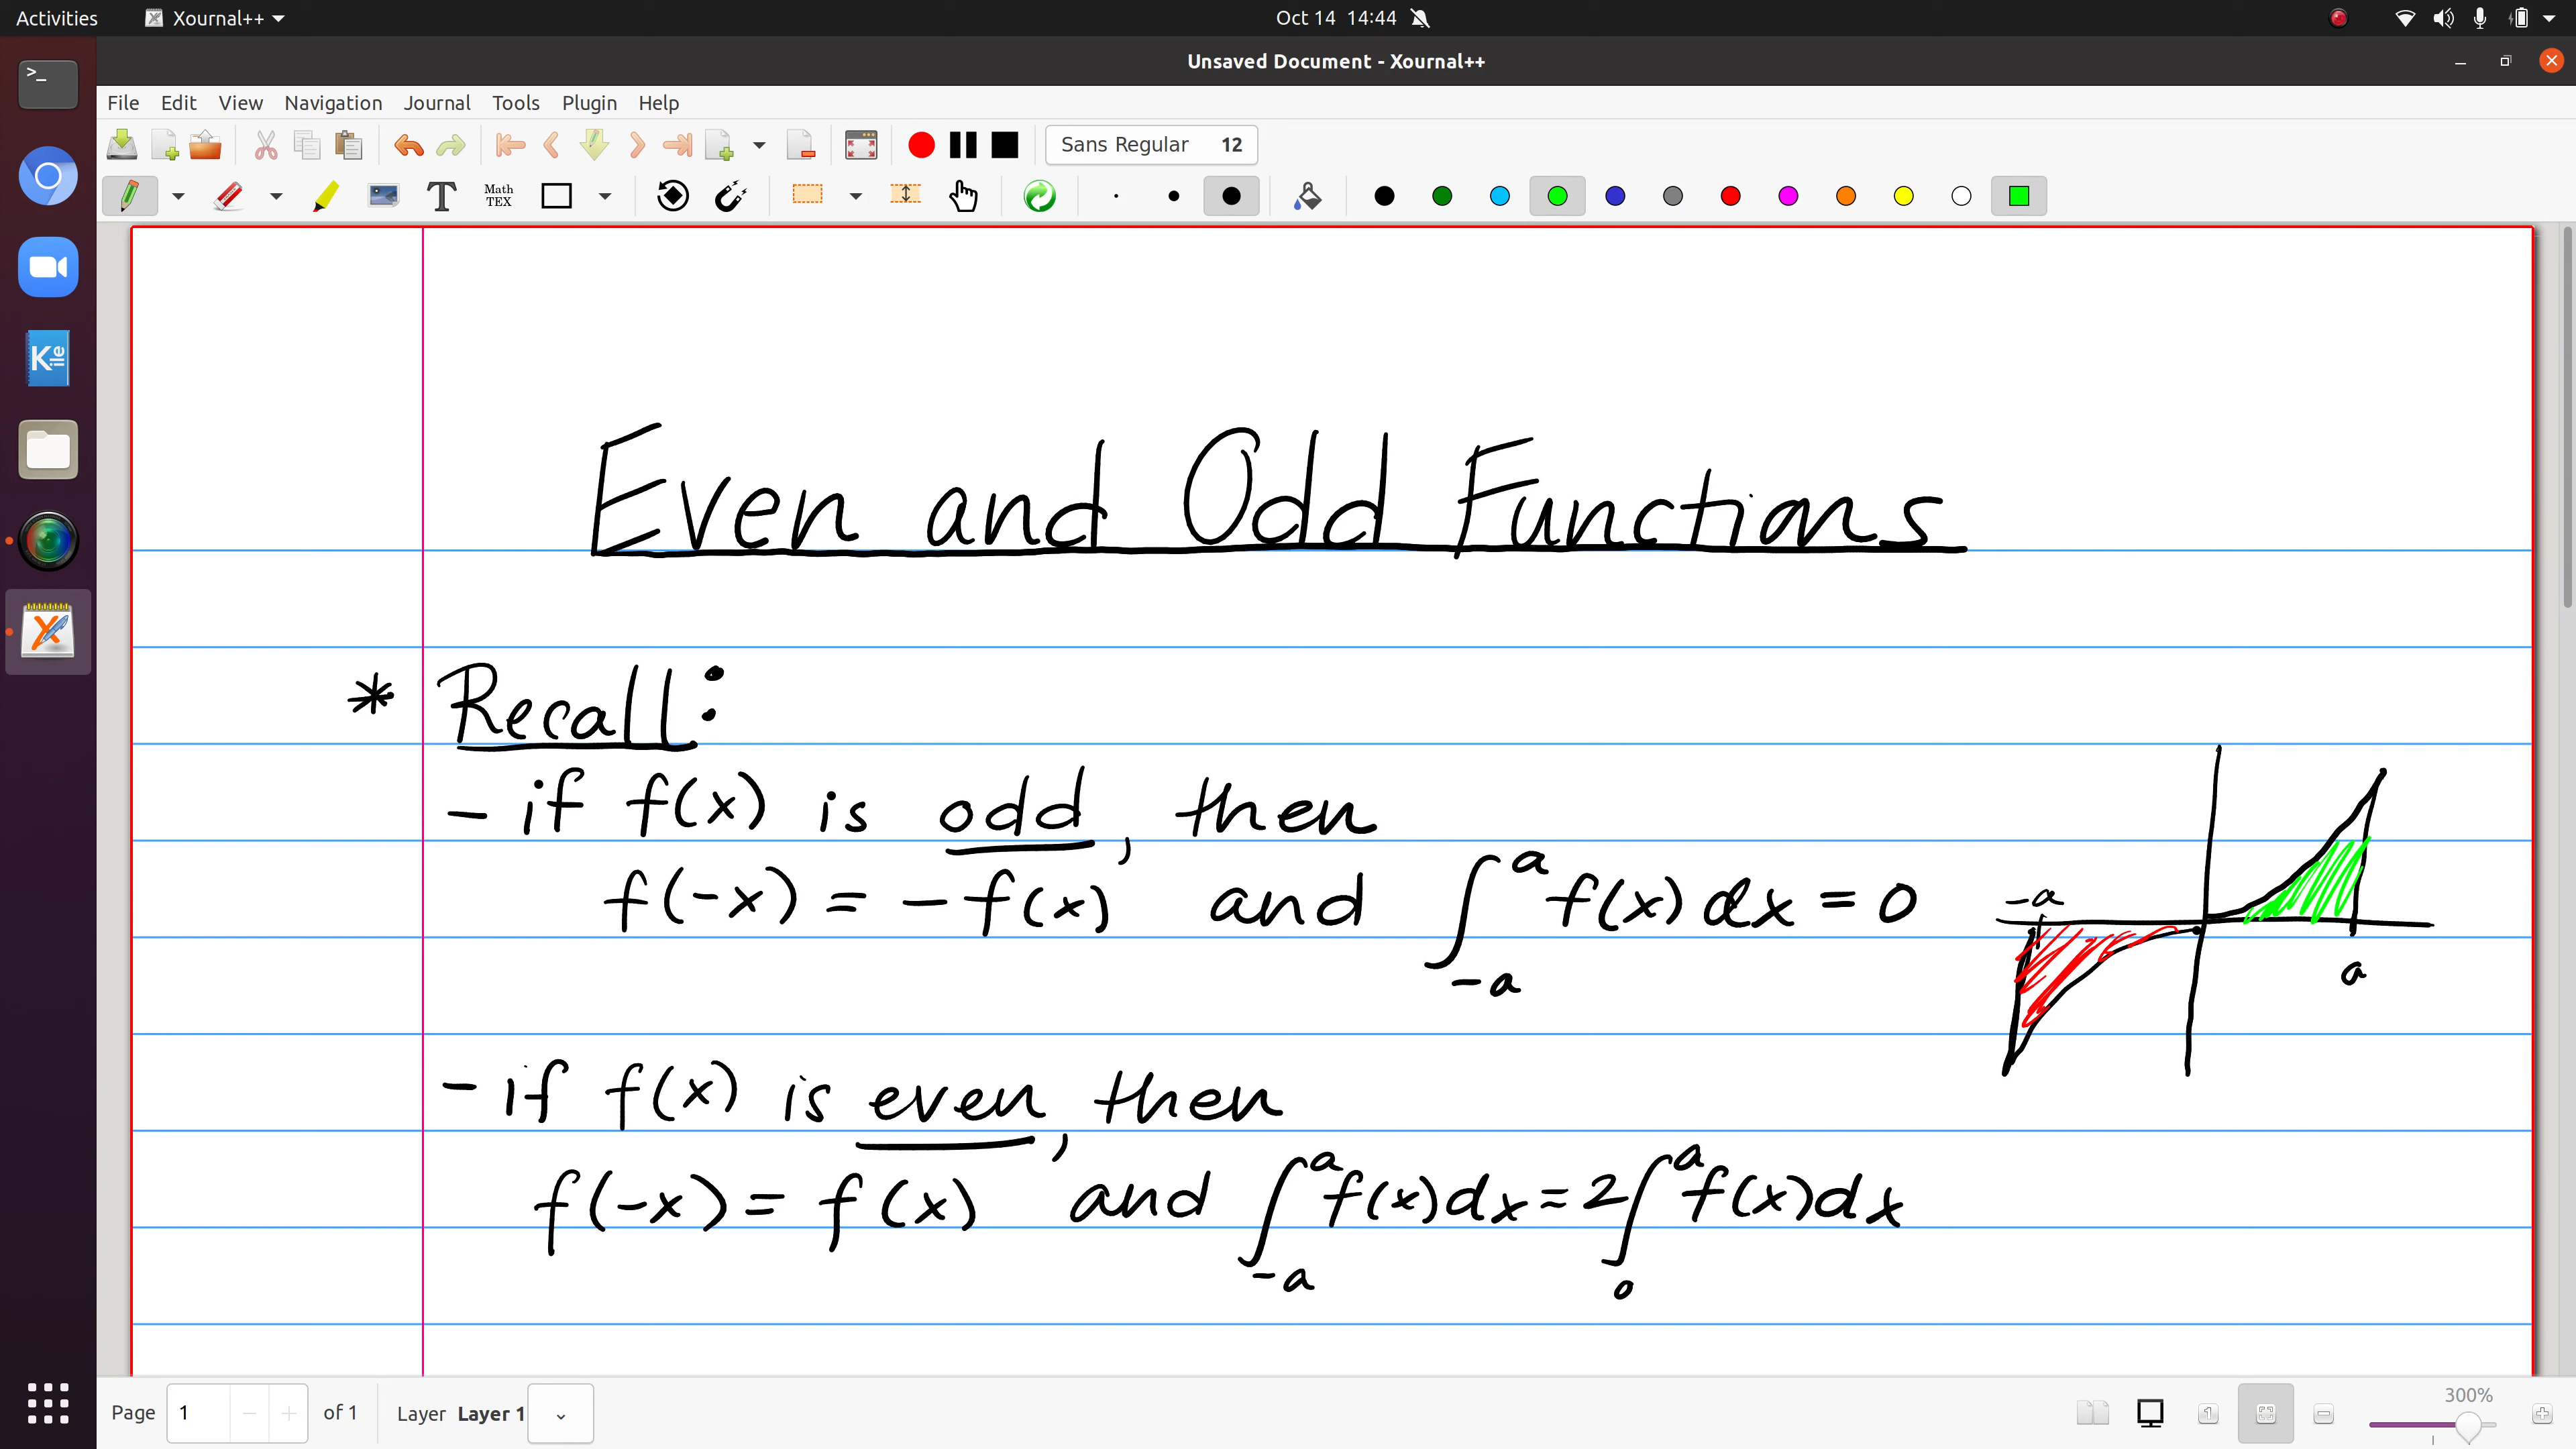 Activities Xournal++ Oct 14 14:44
Unsaved Document - Xournal++
File Edit View Navigation Journal Tools Plugin Help
Sans Regular 12
T Math TEX
Kile
Even and Odd Functions
* Recall:
- if f(x) is odd, then
f(-x) = -f(x) and ∫_{-a}^{a} f(x) dx = 0
-a
a
- if f(x) is even, then
f(-x) = f(x) and ∫_{-a}^{a} f(x)dx = 2∫_{0}^{a} f(x)dx
Page 1 of 1 Layer Layer 1 300%